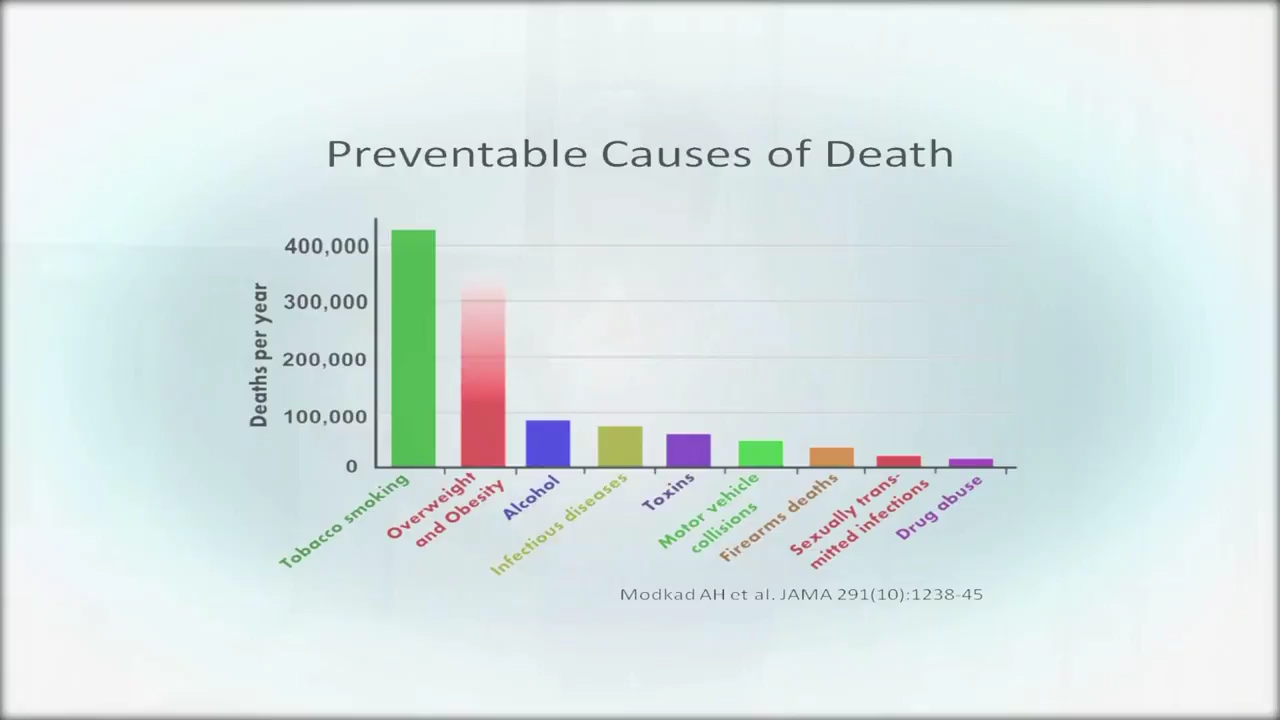 Preventable Causes of Death
Deaths per year
400,000
300,000
200,000
100,000
0
Tobacco smoking
Overweight
and Obesity
Alcohol
Infectious diseases
Toxins
Motor vehicle
collisions
Firearms deaths
Sexually trans-
mitted infections
Drug abuse
Modkad AH et al. JAMA 291(10):1238-45